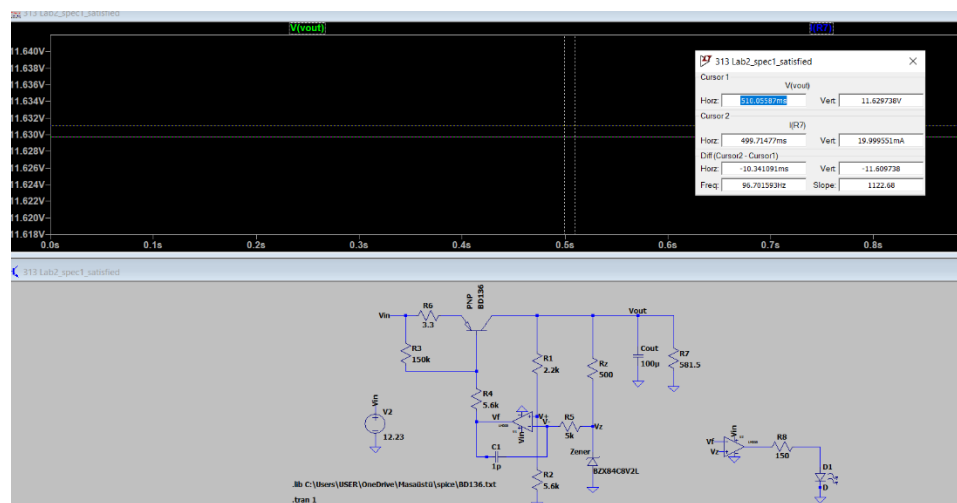 313 Lab2_spec1_satisfied
V(vout)
I(R7)
11.640V
11.638V
11.636V
11.634V
11.632V
11.630V
11.628V
11.626V
11.624V
11.622V
11.620V
11.618V
0.0s 0.1s 0.2s 0.3s 0.4s 0.5s 0.6s 0.7s 0.8s
313 Lab2_spec1_satisfied
Cursor 1
V(vout)
Horz: 510.05587ms Vert: 11.629738V
Cursor 2
I(R7)
Horz: 499.71477ms Vert: 19.999551mA
Diff (Cursor2 - Cursor1)
Horz: -10.341091ms Vert: -11.609738
Freq: 96.701593Hz Slope: 1122.68
313 Lab2_spec1_satisfied
Vin
R6
3.3
PNP
BD136
Vout
R3
150k
R1
2.2k
Rz
500
Cout
100µ
R7
581.5
R4
5.6k
Vf
V+
V-
Vin
R5
5k
Vz
C1
1p
Vin
V2
12.23
Zener
BZX84C8V2L
R2
5.6k
Vf
Vz
Vin
R8
150
D1
D
.lib C:\Users\USER\OneDrive\Masaüstü\spice\BD136.txt
.tran 1